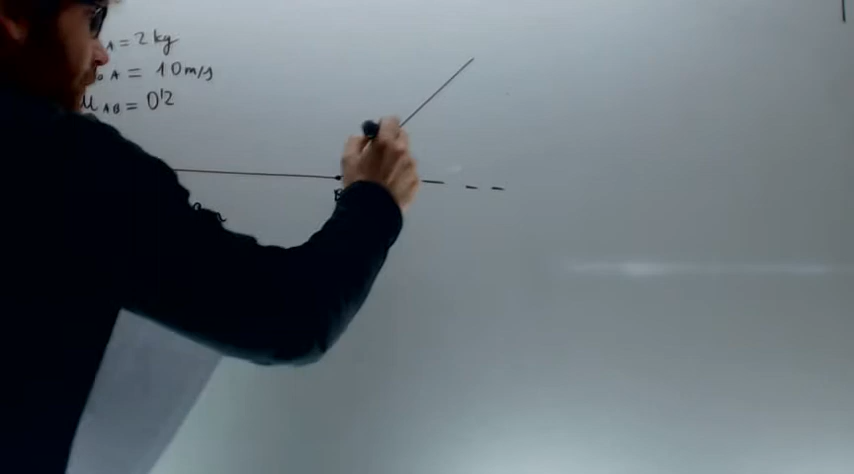 A = 2 kg
A = 10 m/s
μ AB = 0'2